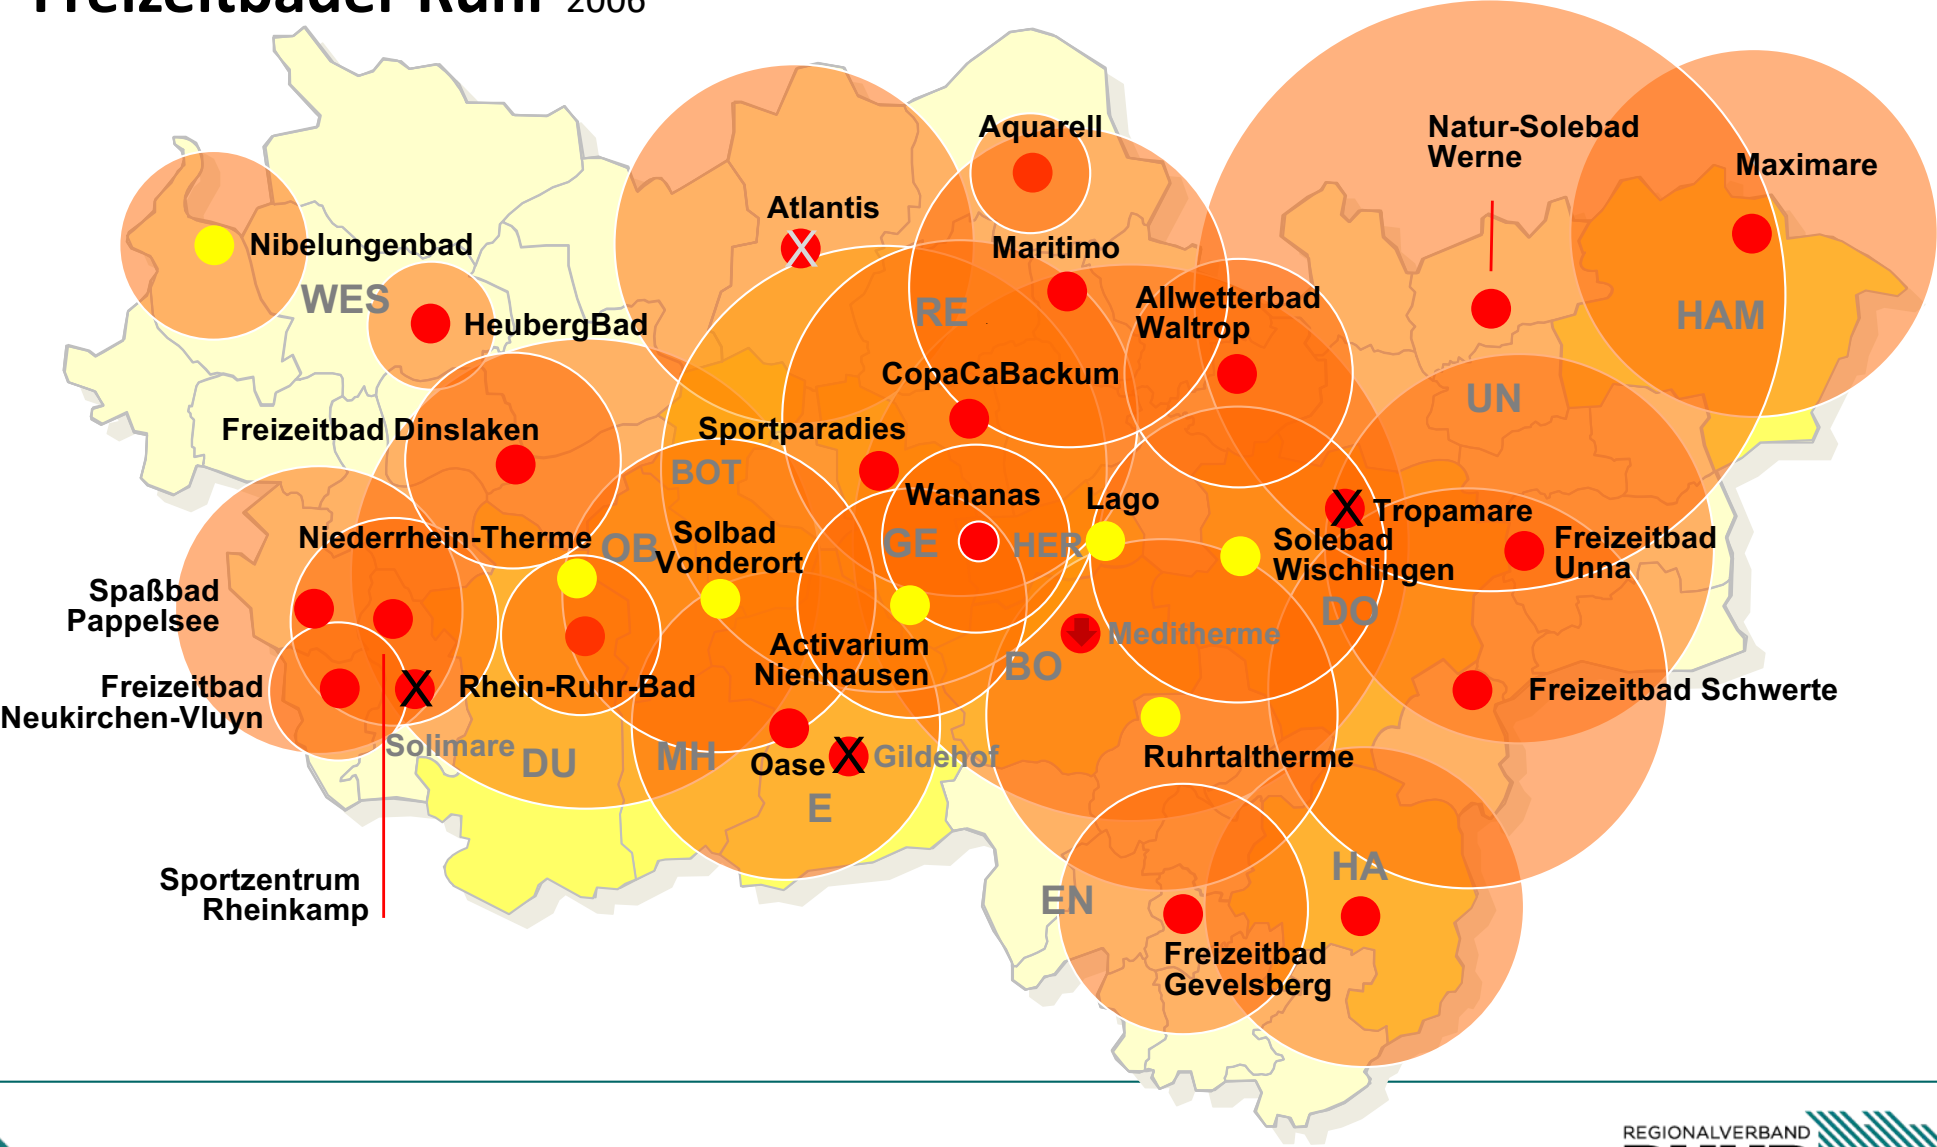 Freizeitbäder Ruhr 2006
Aquarell
Natur-Solebad
Werne
Maximare
Atlantis
X
Nibelungenbad
Maritimo
WES
RE
Allwetterbad
Waltrop
HAM
HeubergBad
CopaCaBackum
UN
Freizeitbad Dinslaken
Sportparadies
BOT
Wananas
Lago
X
Tropamare
Niederrhein-Therme
OB
Solbad
Vonderort
GE
HER
Solebad
Wischlingen
Freizeitbad
Unna
Spaßbad
Pappelsee
DO
Activarium
Nienhausen
Meditherme
BO
Freizeitbad
Neukirchen-Vluyn
X
Rhein-Ruhr-Bad
Freizeitbad Schwerte
Solimare
DU
MH
Oase
X
Gildehof
Ruhrtaltherme
E
HA
Sportzentrum
Rheinkamp
EN
Freizeitbad
Gevelsberg
REGIONALVERBAND